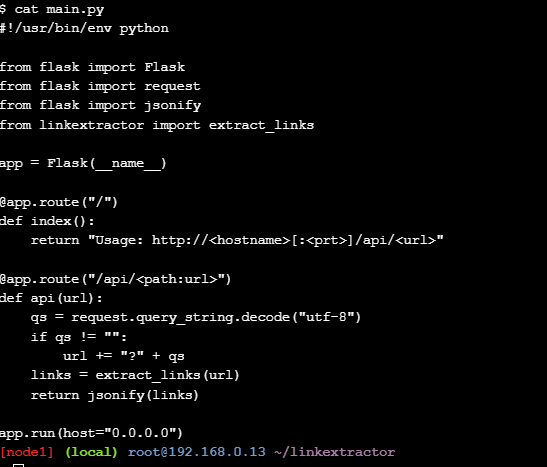 $ cat main.py
#!/usr/bin/env python

from flask import Flask
from flask import request
from flask import jsonify
from linkextractor import extract_links

app = Flask(__name__)

@app.route("/")
def index():
    return "Usage: http://<hostname>[:<prt>]/api/<url>"

@app.route("/api/<path:url>")
def api(url):
    qs = request.query_string.decode("utf-8")
    if qs != "":
        url += "?" + qs
    links = extract_links(url)
    return jsonify(links)

app.run(host="0.0.0.0")
[node1] (local) root@192.168.0.13 ~/linkextractor